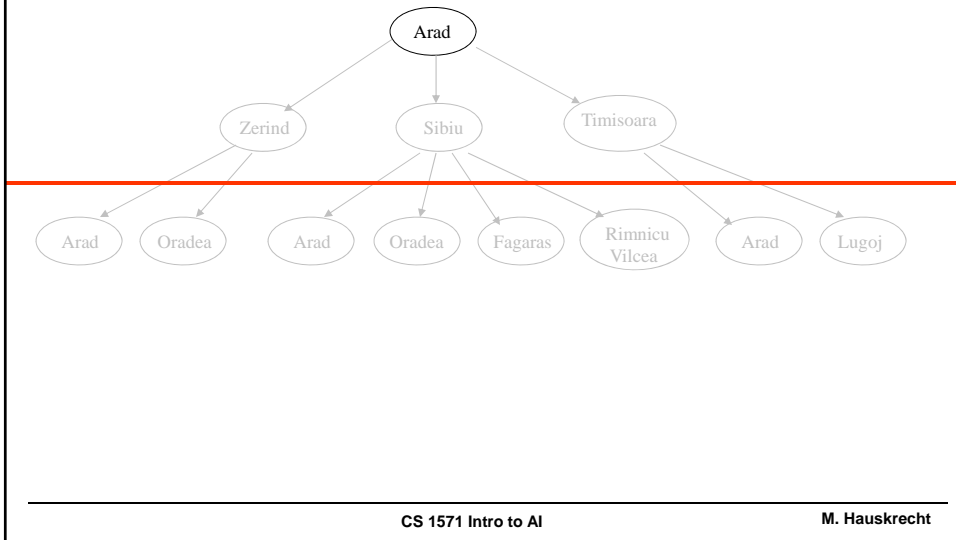 Arad
Zerind
Sibiu
Timisoara
Arad
Oradea
Arad
Oradea
Fagaras
Rimnicu
Vilcea
Arad
Lugoj
CS 1571 Intro to AI
M. Hauskrecht